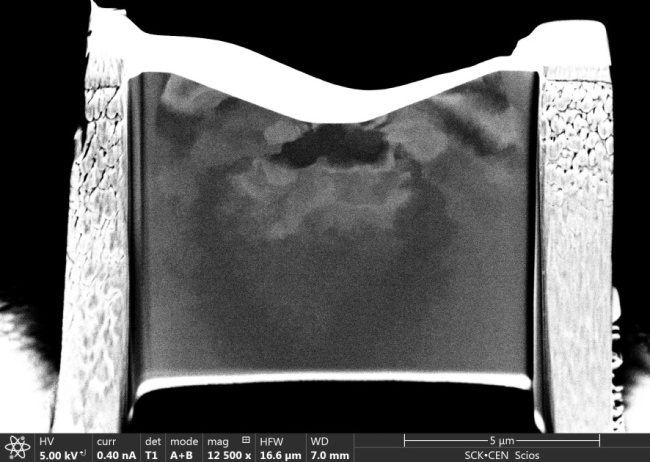 HV curr det mode mag HFW WD 5 µm
5.00 kV 0.40 nA T1 A+B 12 500 x 16.6 µm 7.0 mm SCK•CEN Scios